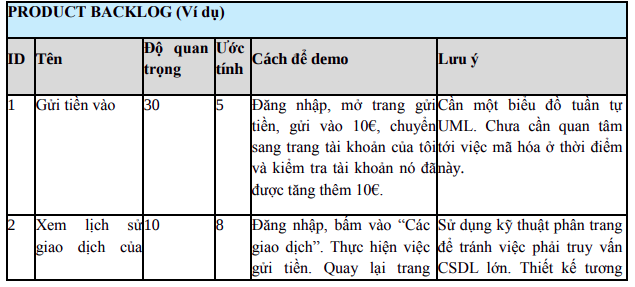 PRODUCT BACKLOG (Ví dụ)
ID Tên Độ quan trọng Ước tính Cách để demo Lưu ý
1 Gửi tiền vào 30 5 Đăng nhập, mở trang gửi Cần một biểu đồ tuần tự
tiền, gửi vào 10€, chuyển UML. Chưa cần quan tâm
sang trang tài khoản của tôi tới việc mã hóa ở thời điểm
và kiểm tra tài khoản nó đã này.
được tăng thêm 10€.
2 Xem lịch sử 10 8 Đăng nhập, bấm vào “Các Sử dụng kỹ thuật phân trang
giao dịch của giao dịch”. Thực hiện việc để tránh việc phải truy vấn
gửi tiền. Quay lại trang CSDL lớn. Thiết kế tương